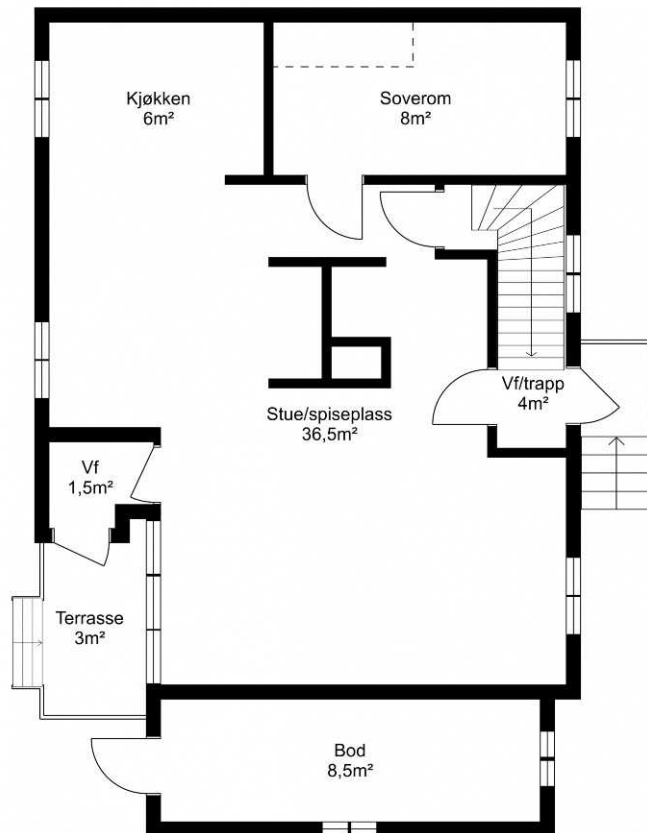 Kjøkken
6m²
Soverom
8m²
Vf/trapp
4m²
Stue/spiseplass
36,5m²
Vf
1,5m²
Terrasse
3m²
Bod
8,5m²